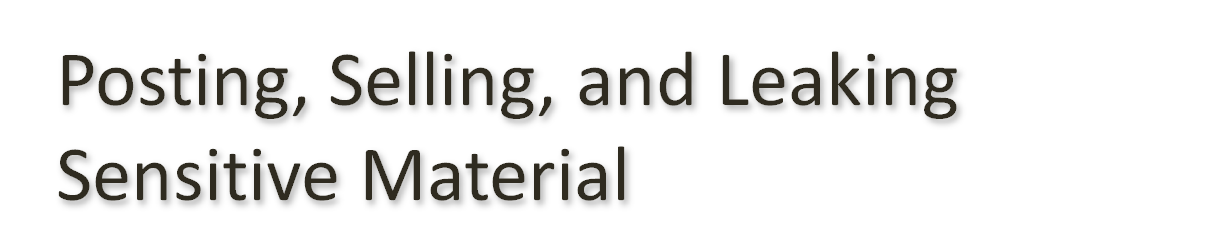 Posting, Selling, and Leaking
Sensitive Material